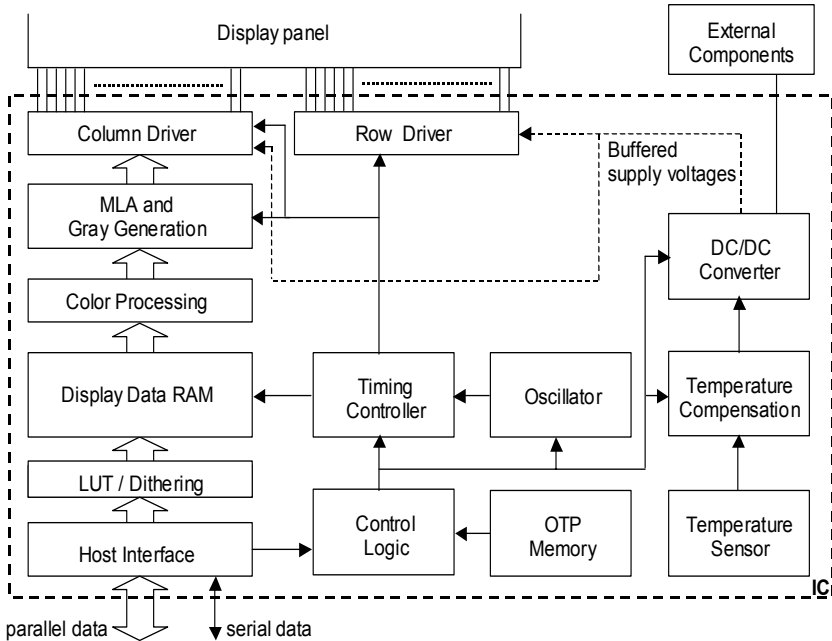 Display panel
External
Components
Column Driver
Row Driver
Buffered
supply voltages
MLA and
Gray Generation
DC/DC
Converter
Color Processing
Display Data RAM
Timing
Controller
Oscillator
Temperature
Compensation
LUT / Dithering
Host Interface
Control
Logic
OTP
Memory
Temperature
Sensor
IC
parallel data
serial data